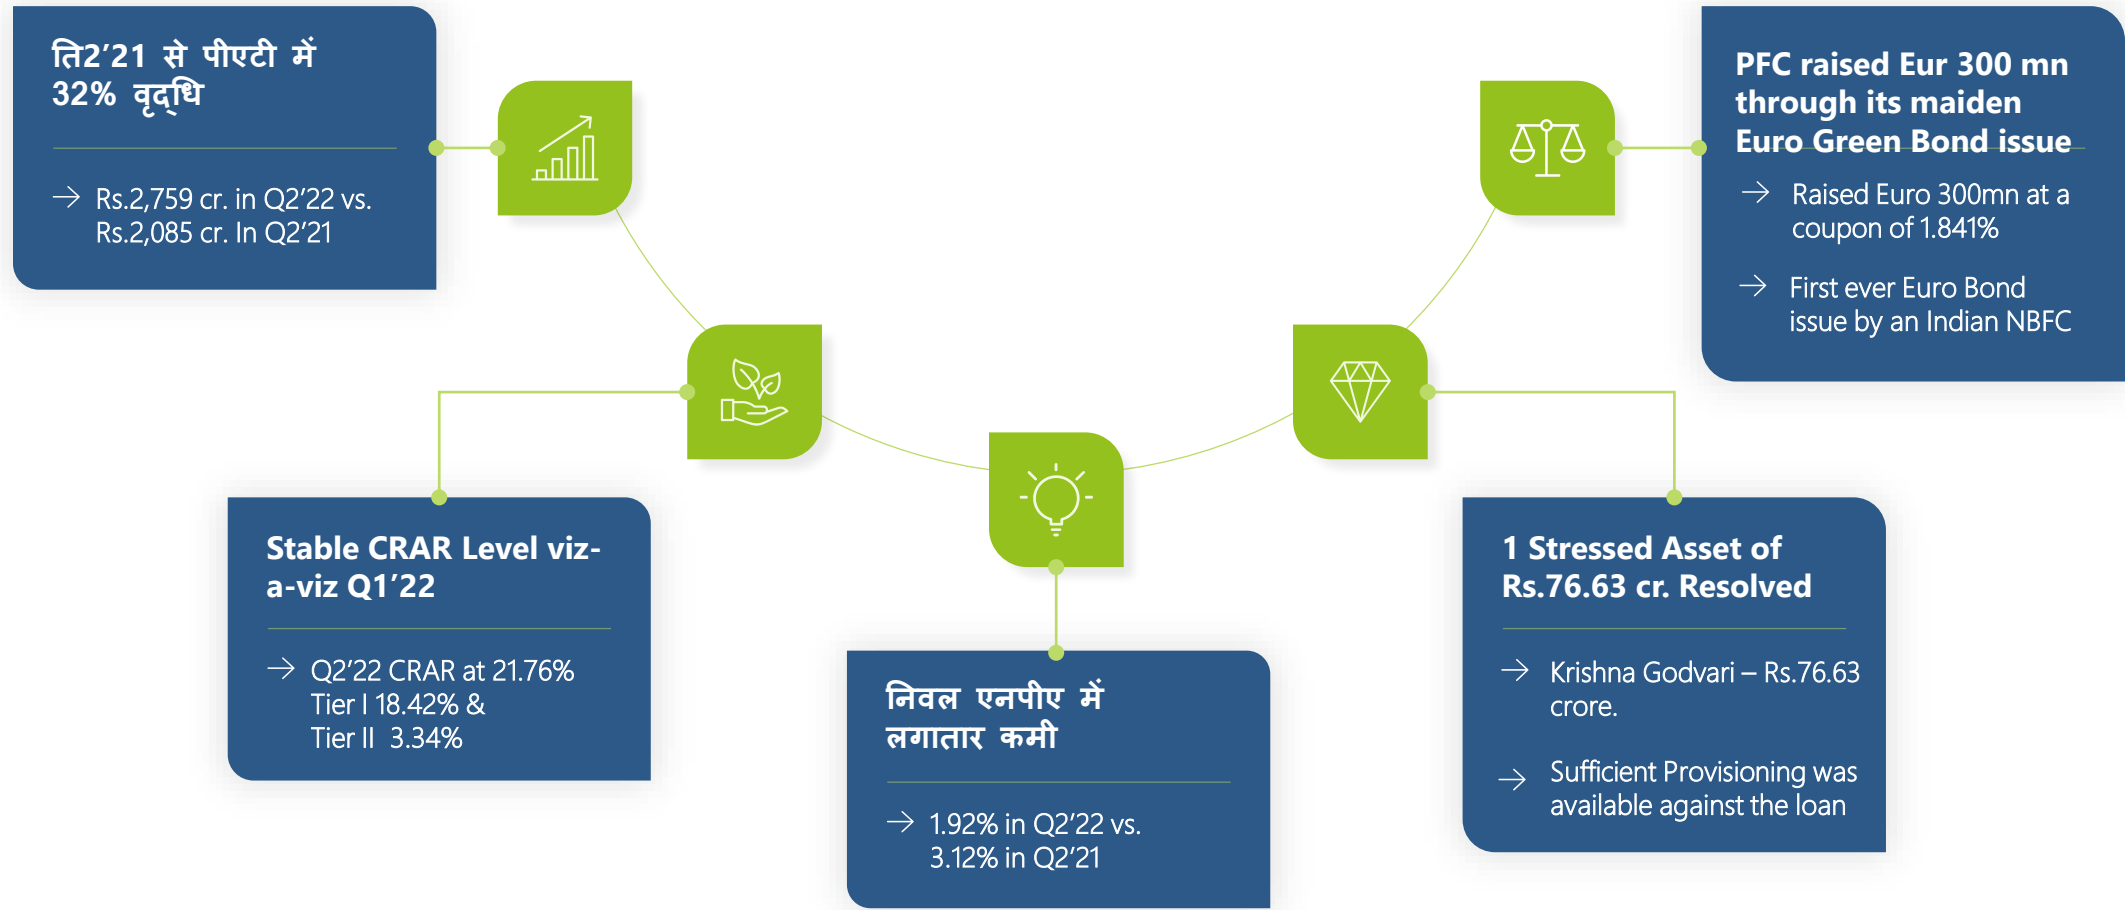 ति2’21 से पीएटी में
32% वृद्धि
→ Rs.2,759 cr. in Q2’22 vs.
Rs.2,085 cr. In Q2’21
Stable CRAR Level viz-
a-viz Q1’22
→ Q2’22 CRAR at 21.76%
Tier I 18.42% &
Tier II 3.34%
निवल एनपीए में
लगातार कमी
→ 1.92% in Q2’22 vs.
3.12% in Q2’21
1 Stressed Asset of
Rs.76.63 cr. Resolved
→ Krishna Godvari – Rs.76.63
crore.
→ Sufficient Provisioning was
available against the loan
PFC raised Eur 300 mn
through its maiden
Euro Green Bond issue
→ Raised Euro 300mn at a
coupon of 1.841%
→ First ever Euro Bond
issue by an Indian NBFC